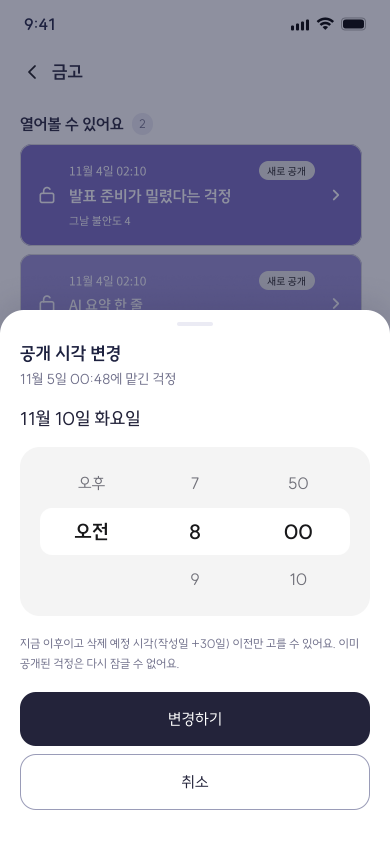 9:41
금고
열어볼 수 있어요 2
11월 4일 02:10
새로 공개
발표 준비가 밀렸다는 걱정
그날 불안도 4
11월 4일 02:10
새로 공개
AI 요약 한 줄
공개 시각 변경
11월 5일 00:48에 맡긴 걱정
11월 10일 화요일
오후 7 50
오전 8 00
9 10
지금 이후이고 삭제 예정 시각(작성일 +30일) 이전만 고를 수 있어요. 이미
공개된 걱정은 다시 잠글 수 없어요.
변경하기
취소